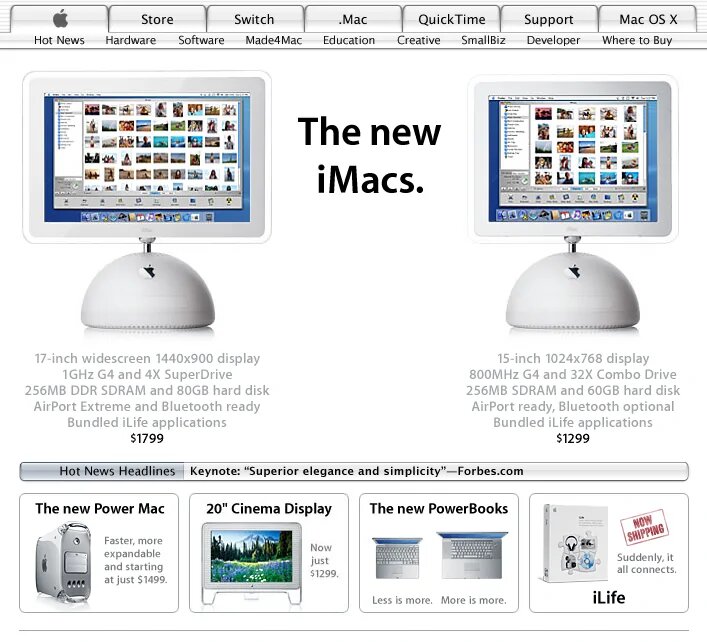 Store Switch .Mac QuickTime Support Mac OS X
Hot News Hardware Software Made4Mac Education Creative SmallBiz Developer Where to Buy
The new
iMacs.
17-inch widescreen 1440x900 display
1GHz G4 and 4X SuperDrive
256MB DDR SDRAM and 80GB hard disk
AirPort Extreme and Bluetooth ready
Bundled iLife applications
$1799
15-inch 1024x768 display
800MHz G4 and 32X Combo Drive
256MB SDRAM and 60GB hard disk
AirPort ready, Bluetooth optional
Bundled iLife applications
$1299
Hot News Headlines Keynote: “Superior elegance and simplicity”—Forbes.com
The new Power Mac
Faster, more
expandable
and starting
at just $1499.
20" Cinema Display
Now
just
$1299.
The new PowerBooks
Less is more. More is more.
NOW
SHIPPING
Suddenly, it
all connects.
iLife